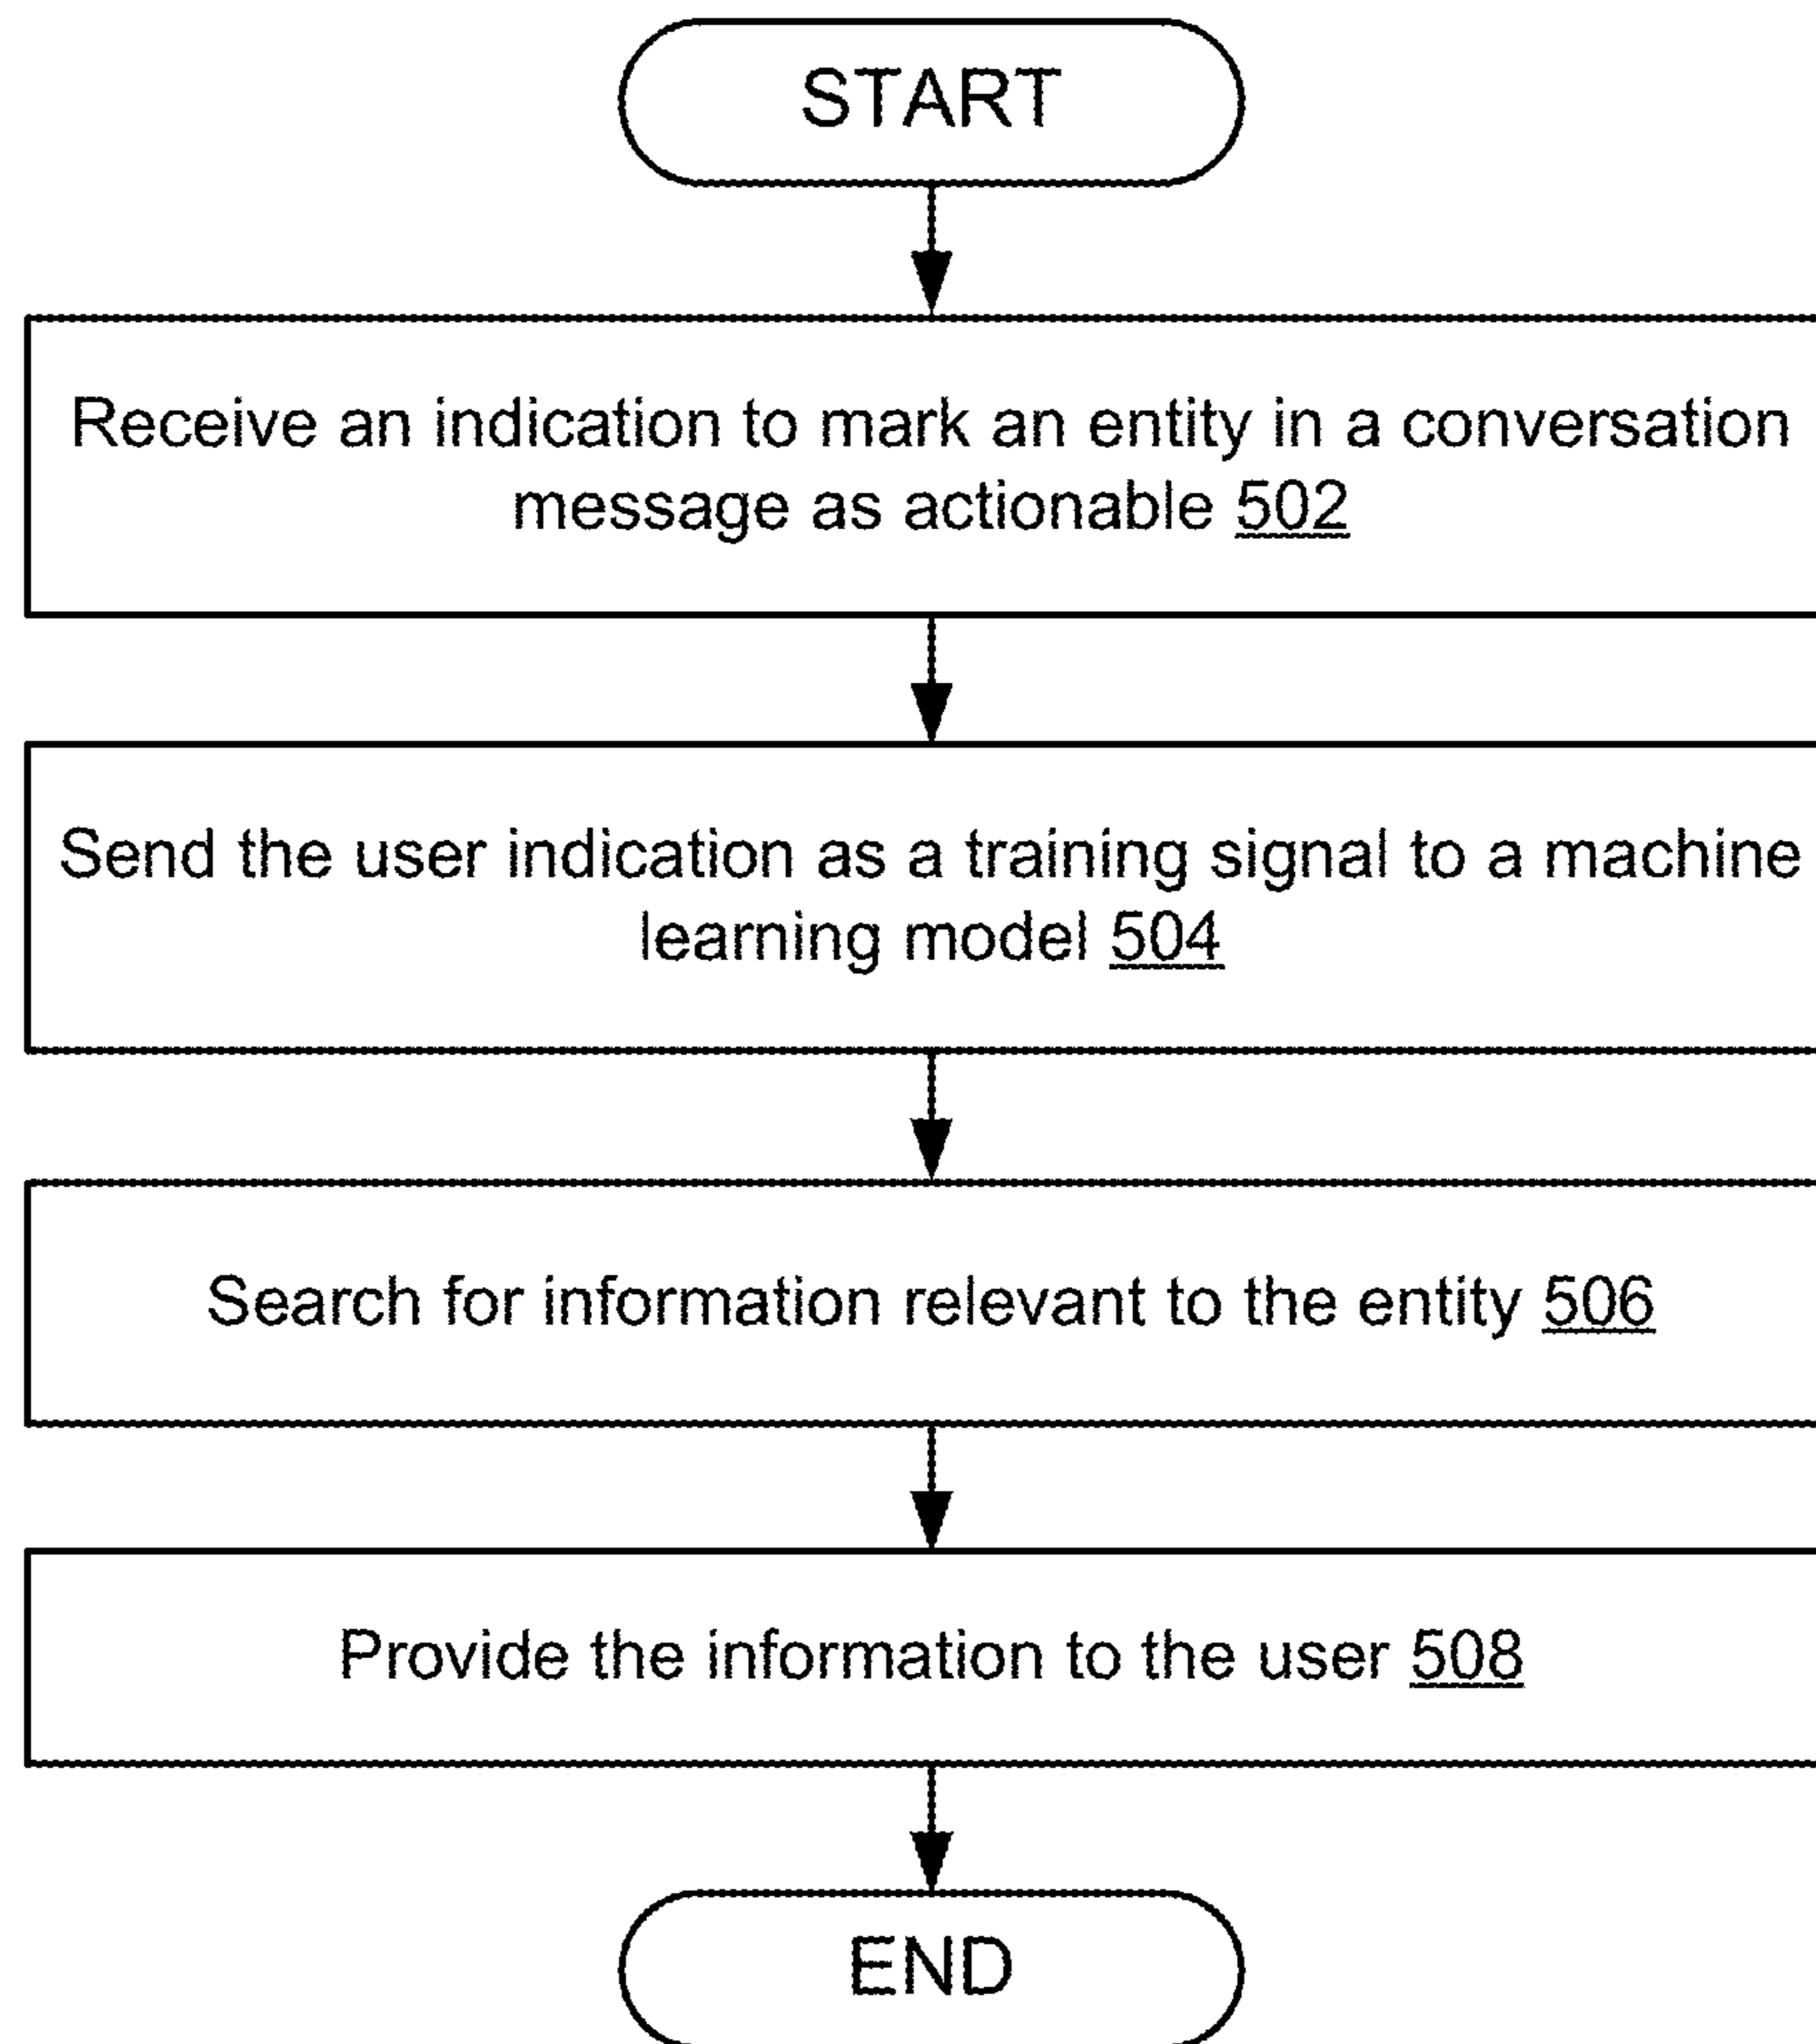 START
Receive an indication to mark an entity in a conversation
message as actionable 502
Send the user indication as a training signal to a machine
learning model 504
Search for information relevant to the entity 506
Provide the information to the user 508
END